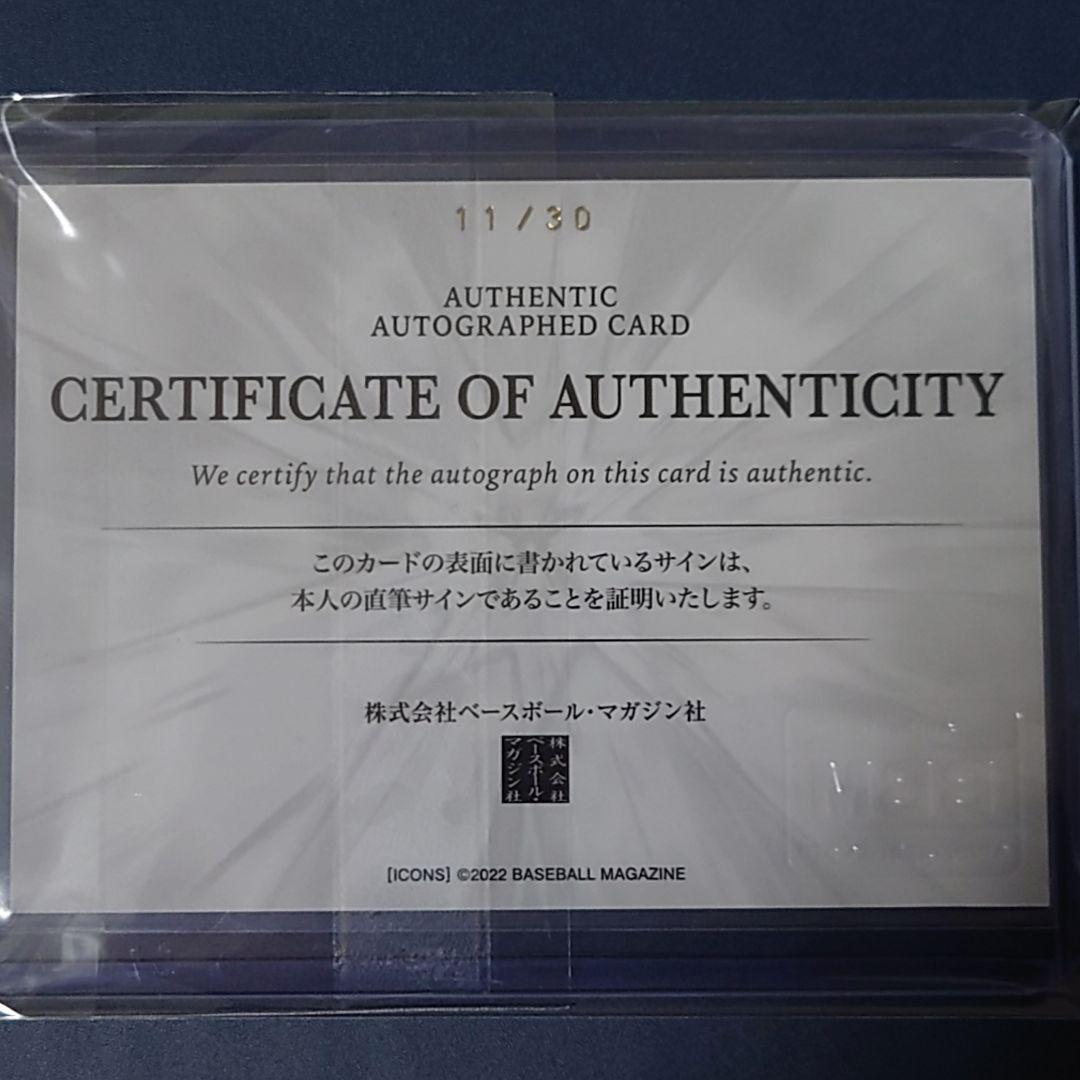 11/30
AUTHENTIC
AUTOGRAPHED CARD
CERTIFICATE OF AUTHENTICITY
We certify that the autograph on this card is authentic.
このカードの表面に書かれているサインは、
本人の直筆サインであることを証明いたします。
株式会社ベースボール・マガジン社
株式会社
ベースボール・
マガジン社
[ICONS] ©2022 BASEBALL MAGAZINE